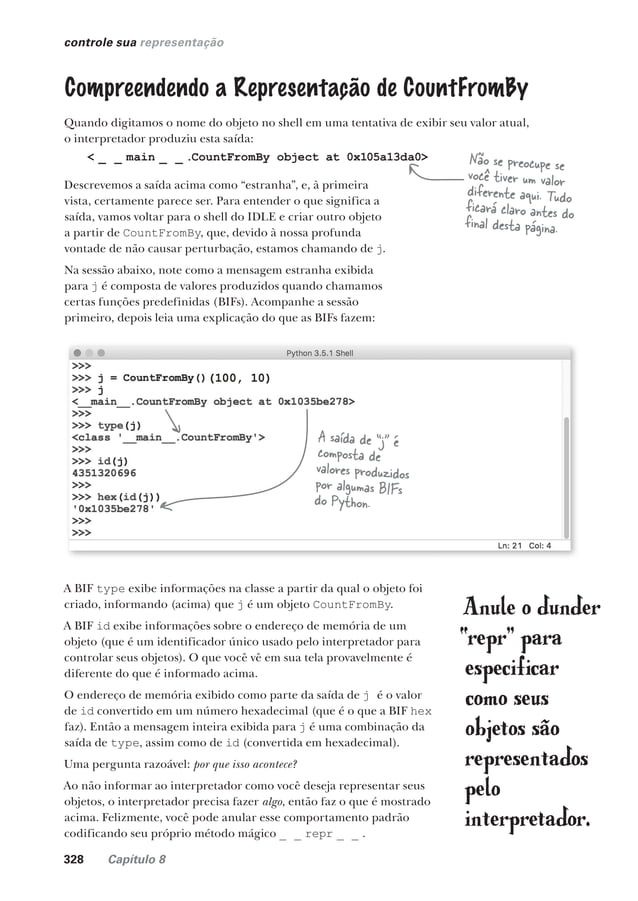 controle sua representação
Compreendendo a Representação de CountFromBy
Quando digitamos o nome do objeto no shell em uma tentativa de exibir seu valor atual,
o interpretador produziu esta saída:
< _ _ main _ _ .CountFromBy object at 0x105a13da0>
Não se preocupe se
você tiver um valor
diferente aqui. Tudo
ficará claro antes do
final desta página.
Descrevemos a saída acima como “estranha”, e, à primeira
vista, certamente parece ser. Para entender o que significa a
saída, vamos voltar para o shell do IDLE e criar outro objeto
a partir de CountFromBy, que, devido à nossa profunda
vontade de não causar perturbação, estamos chamando de j.
Na sessão abaixo, note como a mensagem estranha exibida
para j é composta de valores produzidos quando chamamos
certas funções predefinidas (BIFs). Acompanhe a sessão
primeiro, depois leia uma explicação do que as BIFs fazem:
Python 3.5.1 Shell
>>>
>>> j = CountFromBy()(100, 10)
>>> j
<__main__.CountFromBy object at 0x1035be278>
>>>
>>> type(j)
<class '__main__.CountFromBy'>
>>>
>>> id(j)
4351320696
>>>
>>> hex(id(j))
'0x1035be278'
>>>
>>>
A saída de “j” é
composta de
valores produzidos
por algumas BIFs
do Python.
Ln: 21 Col: 4
A BIF type exibe informações na classe a partir da qual o objeto foi
criado, informando (acima) que j é um objeto CountFromBy.
A BIF id exibe informações sobre o endereço de memória de um
objeto (que é um identificador único usado pelo interpretador para
controlar seus objetos). O que você vê em sua tela provavelmente é
diferente do que é informado acima.
O endereço de memória exibido como parte da saída de j é o valor
de id convertido em um número hexadecimal (que é o que a BIF hex
faz). Então a mensagem inteira exibida para j é uma combinação da
saída de type, assim como de id (convertida em hexadecimal).
Uma pergunta razoável: por que isso acontece?
Ao não informar ao interpretador como você deseja representar seus
objetos, o interpretador precisa fazer algo, então faz o que é mostrado
acima. Felizmente, você pode anular esse comportamento padrão
codificando seu próprio método mágico _ _ repr _ _ .
Anule o dunder
“repr” para
especificar
como seus
objetos são
representados
pelo
interpretador.
328 Capítulo 8